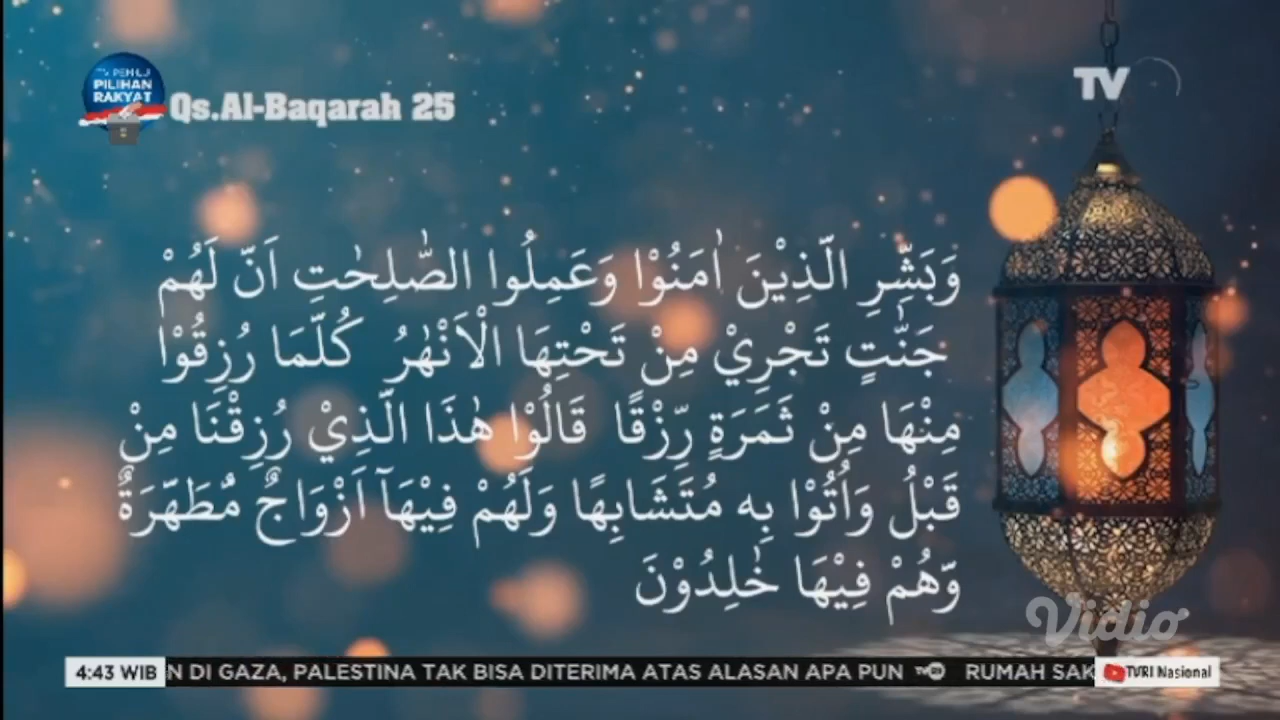 PEMILU
PILIHAN
RAKYAT
Qs.Al-Baqarah 25
TV
وَبَشِّرِ الَّذِيْنَ اٰمَنُوْا وَعَمِلُوا الصّٰلِحٰتِ اَنَّ لَهُمْ
جَنّٰتٍ تَجْرِيْ مِنْ تَحْتِهَا الْاَنْهٰرُ كُلَّمَا رُزِقُوْا
مِنْهَا مِنْ ثَمَرَةٍ رِّزْقًا قَالُوْا هٰذَا الَّذِيْ رُزِقْنَا مِنْ
قَبْلُ وَاُتُوْا بِه مُتَشَابِهًا وَلَهُمْ فِيْهَآ اَزْوَاجٌ مُّطَهَّرَةٌ
وَّهُمْ فِيْهَا خٰلِدُوْنَ
Vidio
4:43 WIB N DI GAZA, PALESTINA TAK BISA DITERIMA ATAS ALASAN APA PUN RUMAH SAK TVRI Nasional